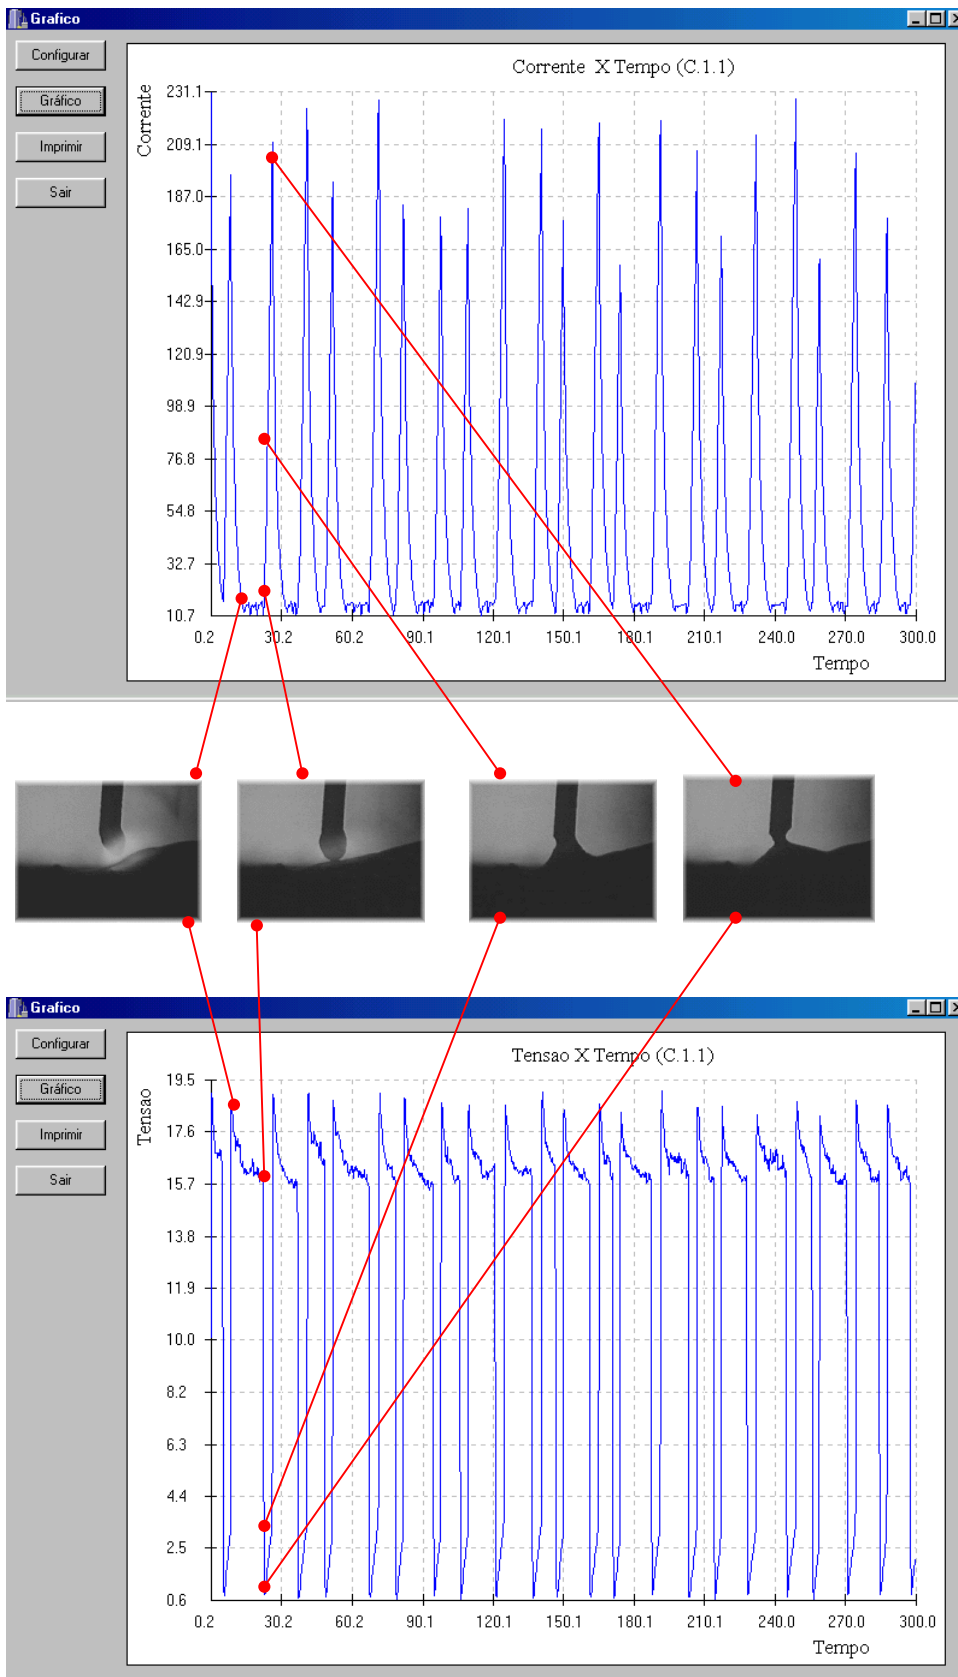 Grafico
Configurar
Gráfico
Imprimir
Sair
Corrente X Tempo (C.1.1)
Corrente
231.1
209.1
187.0
165.0
142.9
120.9
98.9
76.8
54.8
32.7
10.7
0.2 30.2 60.2 90.1 120.1 150.1 180.1 210.1 240.0 270.0 300.0
Tempo
Grafico
Configurar
Gráfico
Imprimir
Sair
Tensao X Tempo (C.1.1)
Tensao
19.5
17.6
15.7
13.8
11.9
10.0
8.2
6.3
4.4
2.5
0.6
0.2 30.2 60.2 90.1 120.1 150.1 180.1 210.1 240.0 270.0 300.0
Tempo